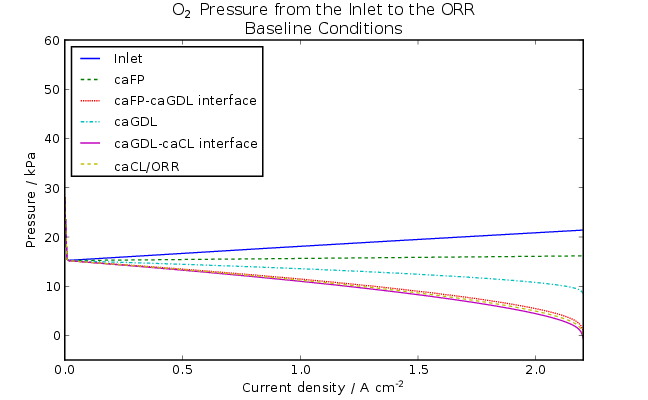 O2 Pressure from the Inlet to the ORR
Baseline Conditions
60
50
40
30
20
10
0
Pressure / kPa
Inlet
caFP
caFP-caGDL interface
caGDL
caGDL-caCL interface
caCL/ORR
0.0 0.5 1.0 1.5 2.0
Current density / A cm-2